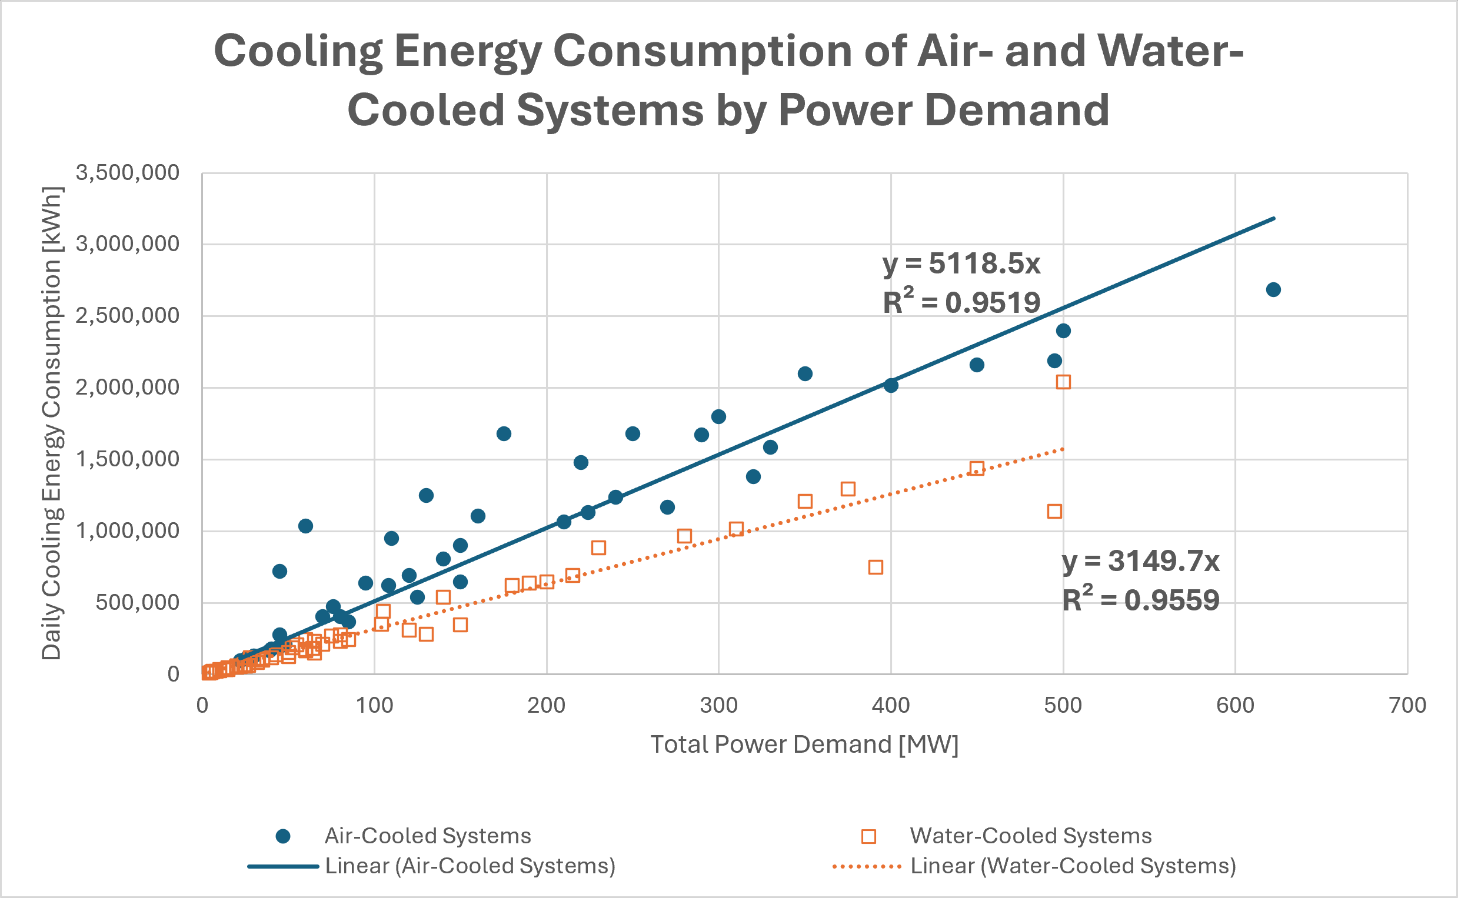 Cooling Energy Consumption of Air- and Water-
Cooled Systems by Power Demand
Daily Cooling Energy Consumption [kWh]
3,500,000
3,000,000
2,500,000
2,000,000
1,500,000
1,000,000
500,000
0
y = 5118.5x
R² = 0.9519
y = 3149.7x
R² = 0.9559
0 100 200 300 400 500 600 700
Total Power Demand [MW]
Air-Cooled Systems
Water-Cooled Systems
Linear (Air-Cooled Systems)
Linear (Water-Cooled Systems)